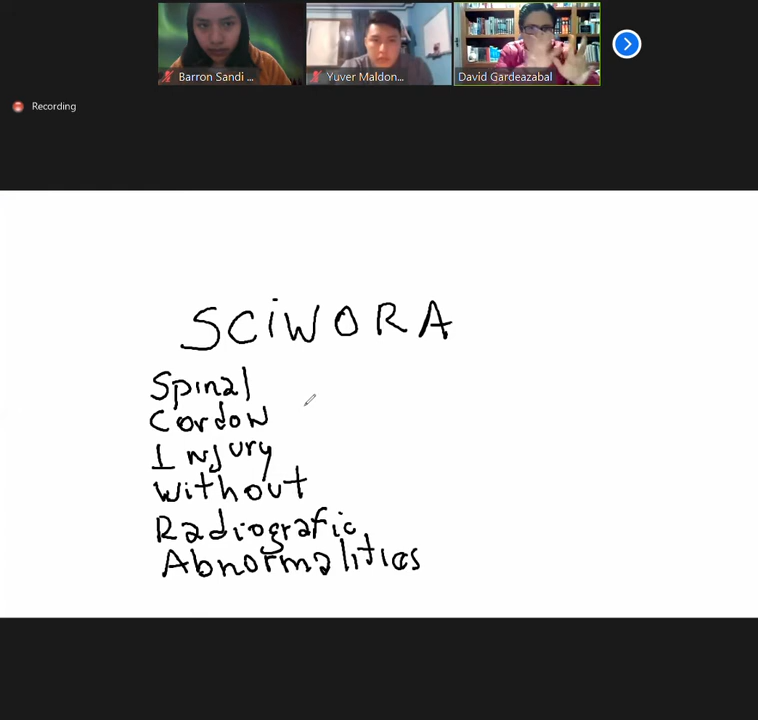 Barron Sandi ...
Yuver Maldon...
David Gardeazabal
Recording
SCiWORA
Spinal
Cordon
Injury
Without
Radiografic
Abnormalities